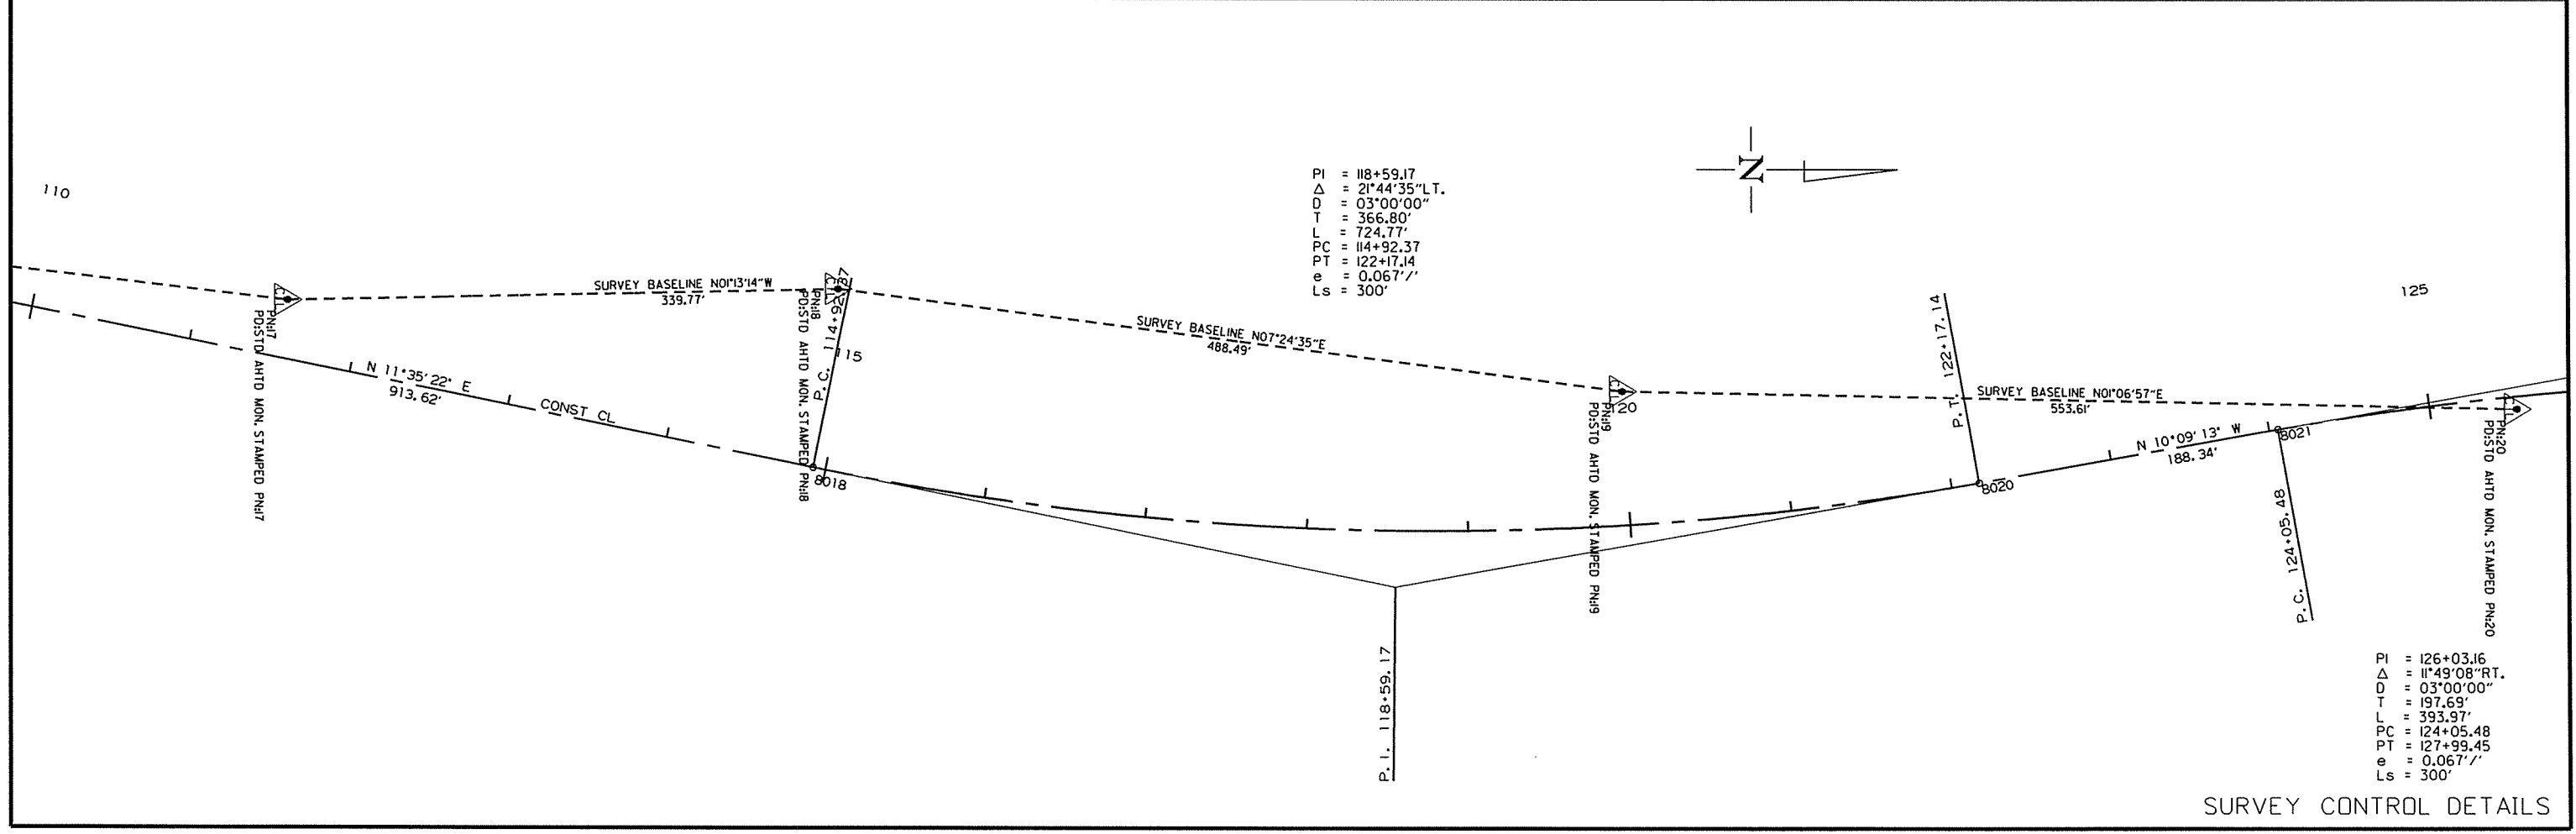 110
PN:17
PD:STD AHTD MON. STAMPED PN:17
N 11°35'22" E
913.62'
CONST CL
SURVEY BASELINE N01°13'14"W
339.77'
PN:18
PD:STD AHTD MON. STAMPED PN:18
P.C. 114+92.37
115
8018
SURVEY BASELINE N07°24'35"E
488.49'
PI = 118+59.17
Δ = 21°44'35"LT.
D = 03°00'00"
T = 366.80'
L = 724.77'
PC = 114+92.37
PT = 122+17.14
e = 0.067'/'
Ls = 300'
N
P.I. 118+59.17
PN:19
120
PD:STD AHTD MON. STAMPED PN:19
P.T. 122+17.14
8020
SURVEY BASELINE N01°06'57"E
553.61'
N 10°09'13" W
188.34'
8021
P.C. 124+05.48
125
PN:20
PD:STD AHTD MON. STAMPED PN:20
PI = 126+03.16
Δ = 11°49'08"RT.
D = 03°00'00"
T = 197.69'
L = 393.97'
PC = 124+05.48
PT = 127+99.45
e = 0.067'/'
Ls = 300'
SURVEY CONTROL DETAILS